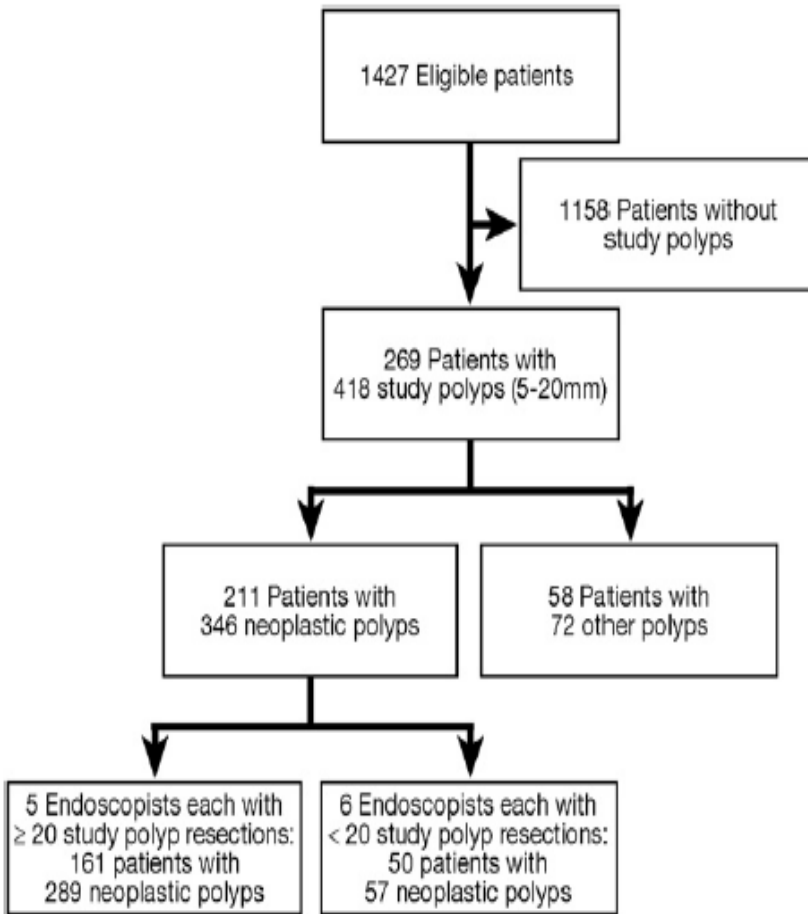 1427 Eligible patients
1158 Patients without
study polyps
269 Patients with
418 study polyps (5-20mm)
211 Patients with
346 neoplastic polyps
58 Patients with
72 other polyps
5 Endoscopists each with
≥ 20 study polyp resections:
161 patients with
289 neoplastic polyps
6 Endoscopists each with
< 20 study polyp resections:
50 patients with
57 neoplastic polyps